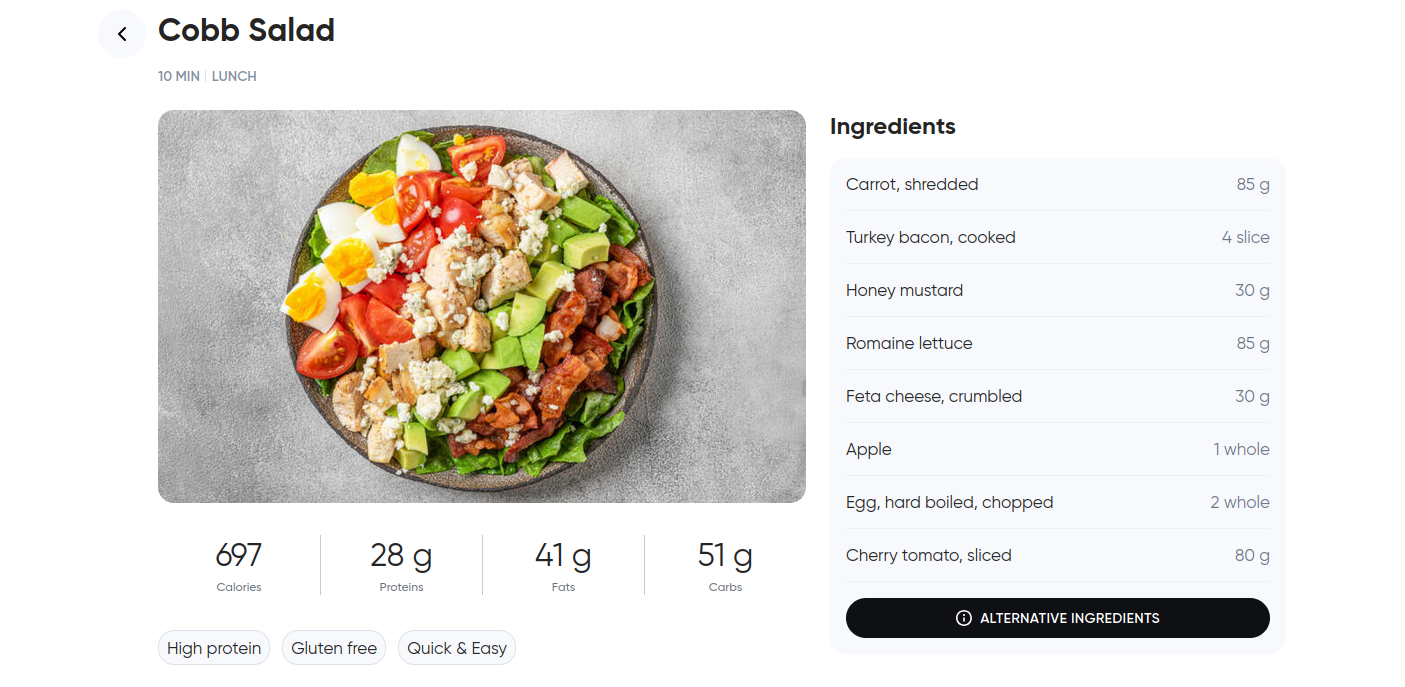 Cobb Salad
10 MIN | LUNCH
Ingredients
Carrot, shredded 85 g
Turkey bacon, cooked 4 slice
Honey mustard 30 g
Romaine lettuce 85 g
Feta cheese, crumbled 30 g
Apple 1 whole
Egg, hard boiled, chopped 2 whole
Cherry tomato, sliced 80 g
ALTERNATIVE INGREDIENTS
697 28 g 41 g 51 g
Calories Proteins Fats Carbs
High protein Gluten free Quick & Easy